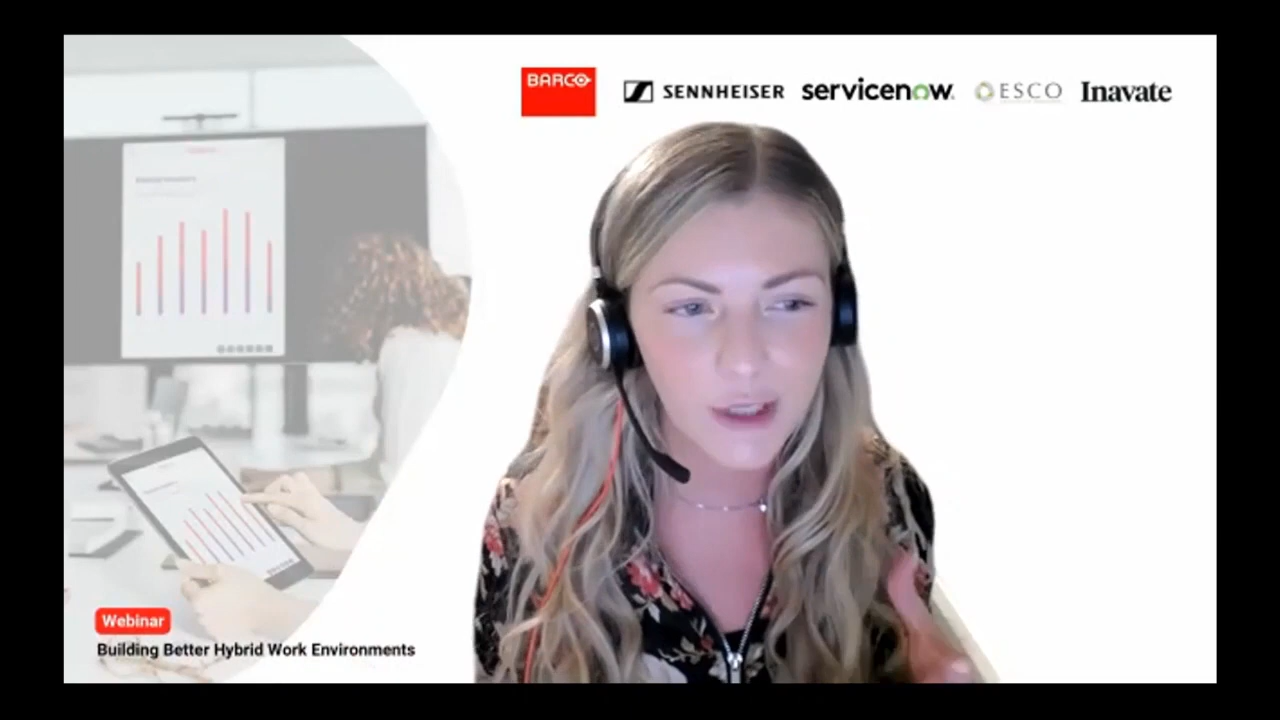 BARCO
SENNHEISER
servicenow
ESCO
Inavate
Webinar
Building Better Hybrid Work Environments